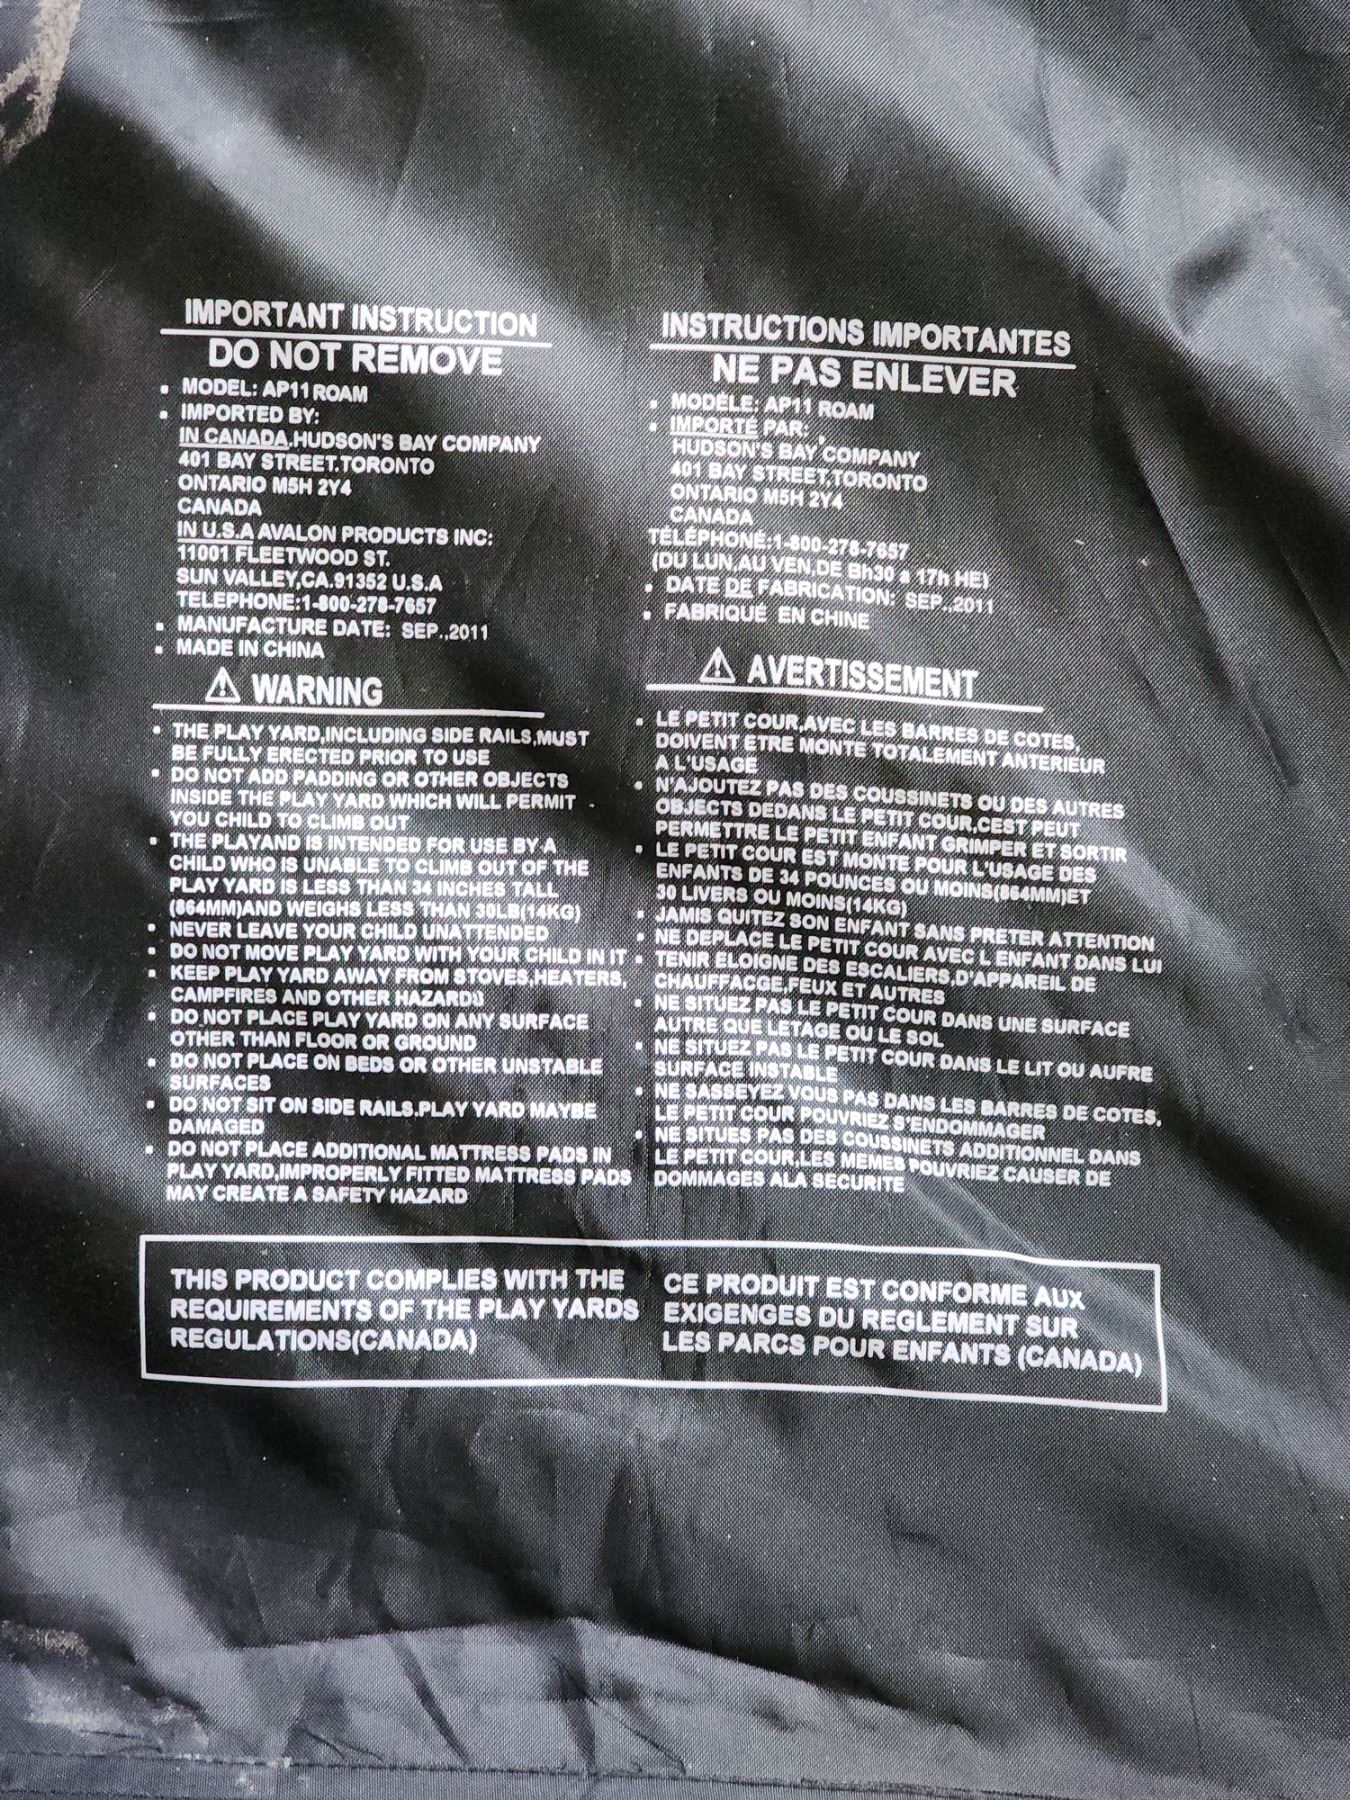 IMPORTANT INSTRUCTION
DO NOT REMOVE
• MODEL: AP11 ROAM
• IMPORTED BY:
IN CANADA.HUDSON'S BAY COMPANY
401 BAY STREET.TORONTO
ONTARIO M5H 2Y4
CANADA
IN U.S.A AVALON PRODUCTS INC:
11001 FLEETWOOD ST.
SUN VALLEY,CA.91352 U.S.A
TELEPHONE:1-800-278-7657
• MANUFACTURE DATE: SEP.,2011
• MADE IN CHINA
⚠ WARNING
• THE PLAY YARD,INCLUDING SIDE RAILS,MUST
BE FULLY ERECTED PRIOR TO USE
• DO NOT ADD PADDING OR OTHER OBJECTS
INSIDE THE PLAY YARD WHICH WILL PERMIT
YOU CHILD TO CLIMB OUT
• THE PLAYAND IS INTENDED FOR USE BY A
CHILD WHO IS UNABLE TO CLIMB OUT OF THE
PLAY YARD IS LESS THAN 34 INCHES TALL
(864MM)AND WEIGHS LESS THAN 30LB(14KG)
• NEVER LEAVE YOUR CHILD UNATTENDED
• DO NOT MOVE PLAY YARD WITH YOUR CHILD IN IT
• KEEP PLAY YARD AWAY FROM STOVES,HEATERS,
CAMPFIRES AND OTHER HAZARDS
• DO NOT PLACE PLAY YARD ON ANY SURFACE
OTHER THAN FLOOR OR GROUND
• DO NOT PLACE ON BEDS OR OTHER UNSTABLE
SURFACES
• DO NOT SIT ON SIDE RAILS.PLAY YARD MAYBE
DAMAGED
• DO NOT PLACE ADDITIONAL MATTRESS PADS IN
PLAY YARD,IMPROPERLY FITTED MATTRESS PADS
MAY CREATE A SAFETY HAZARD
INSTRUCTIONS IMPORTANTES
NE PAS ENLEVER
• MODÈLE: AP11 ROAM
• IMPORTÉ PAR:
HUDSON'S BAY COMPANY
401 BAY STREET,TORONTO
ONTARIO M5H 2Y4
CANADA
TÉLÉPHONE:1-800-278-7657
(DU LUN,AU VEN,DE Bh30 a 17h HE)
• DATE DE FABRICATION: SEP.,2011
• FABRIQUÉ EN CHINE
⚠ AVERTISSEMENT
• LE PETIT COUR,AVEC LES BARRES DE COTES,
DOIVENT ETRE MONTE TOTALEMENT ANTERIEUR
A L'USAGE
• N'AJOUTEZ PAS DES COUSSINETS OU DES AUTRES
OBJECTS DEDANS LE PETIT COUR,CEST PEUT
PERMETTRE LE PETIT ENFANT GRIMPER ET SORTIR
• LE PETIT COUR EST MONTE POUR L'USAGE DES
ENFANTS DE 34 POUNCES OU MOINS(864MM)ET
30 LIVERS OU MOINS(14KG)
• JAMIS QUITEZ SON ENFANT SANS PRETER ATTENTION
• NE DEPLACE LE PETIT COUR AVEC L ENFANT DANS LUI
• TENIR ELOIGNE DES ESCALIERS,D'APPAREIL DE
CHAUFFACGE,FEUX ET AUTRES
• NE SITUEZ PAS LE PETIT COUR DANS UNE SURFACE
AUTRE QUE LETAGE OU LE SOL
• NE SITUEZ PAS LE PETIT COUR DANS LE LIT OU AUFRE
SURFACE INSTABLE
• NE SASSEYEZ VOUS PAS DANS LES BARRES DE COTES,
LE PETIT COUR POUVRIEZ S'ENDOMMAGER
• NE SITUES PAS DES COUSSINETS ADDITIONNEL DANS
LE PETIT COUR,LES MEMES POUVRIEZ CAUSER DE
DOMMAGES ALA SECURITE
THIS PRODUCT COMPLIES WITH THE
REQUIREMENTS OF THE PLAY YARDS
REGULATIONS(CANADA)
CE PRODUIT EST CONFORME AUX
EXIGENGES DU REGLEMENT SUR
LES PARCS POUR ENFANTS (CANADA)